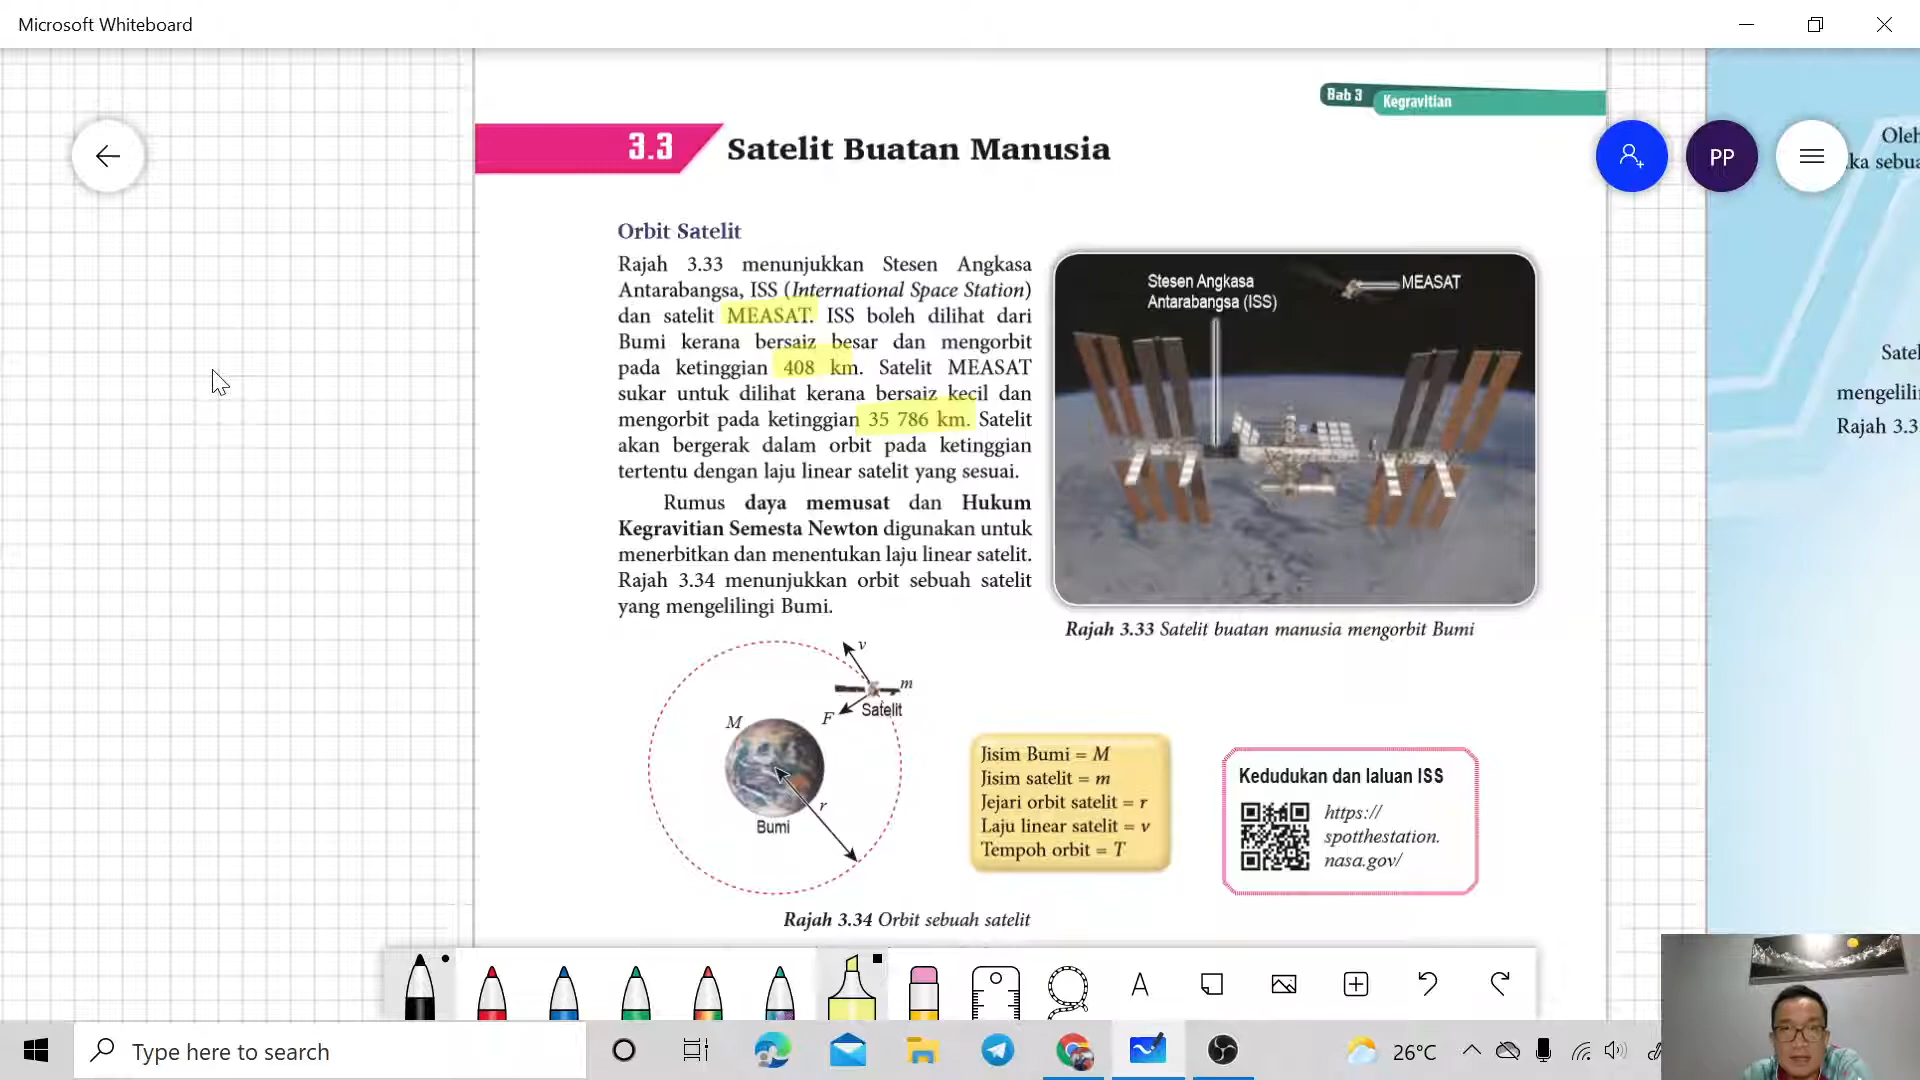 Microsoft Whiteboard
Bab 3
Kegravitian
3.3
Satelit Buatan Manusia
PP
Orbit Satelit
Rajah 3.33 menunjukkan Stesen Angkasa
Antarabangsa, ISS (International Space Station)
dan satelit MEASAT. ISS boleh dilihat dari
Bumi kerana bersaiz besar dan mengorbit
pada ketinggian 408 km. Satelit MEASAT
sukar untuk dilihat kerana bersaiz kecil dan
mengorbit pada ketinggian 35 786 km. Satelit
akan bergerak dalam orbit pada ketinggian
tertentu dengan laju linear satelit yang sesuai.
Rumus daya memusat dan Hukum
Kegravitian Semesta Newton digunakan untuk
menerbitkan dan menentukan laju linear satelit.
Rajah 3.34 menunjukkan orbit sebuah satelit
yang mengelilingi Bumi.
Stesen Angkasa
Antarabangsa (ISS)
MEASAT
Rajah 3.33 Satelit buatan manusia mengorbit Bumi
v
m
F
Satelit
M
r
Bumi
Rajah 3.34 Orbit sebuah satelit
Jisim Bumi = M
Jisim satelit = m
Jejari orbit satelit = r
Laju linear satelit = v
Tempoh orbit = T
Kedudukan dan laluan ISS
https://
spotthestation.
nasa.gov/
Oleh
sebua
Satel
mengelilin
Rajah 3.3
A
Type here to search
26°C